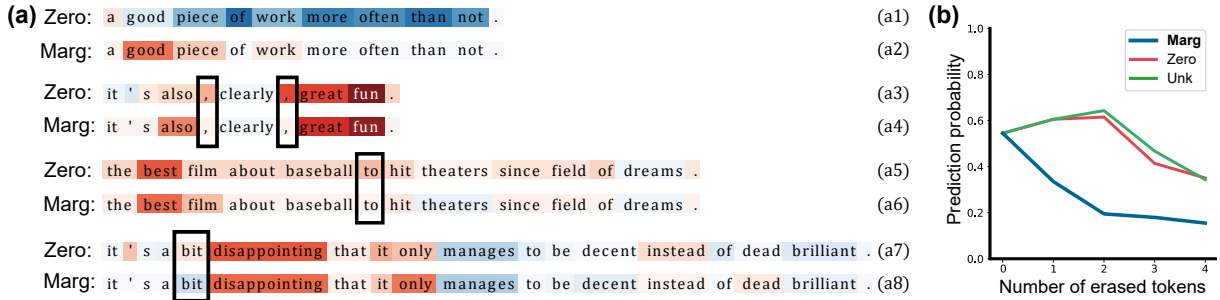 (a) Zero: a good piece of work more often than not . (a1)
Marg: a good piece of work more often than not . (a2)
Zero: it ' s also , clearly , great fun . (a3)
Marg: it ' s also , clearly , great fun . (a4)
Zero: the best film about baseball to hit theaters since field of dreams . (a5)
Marg: the best film about baseball to hit theaters since field of dreams . (a6)
Zero: it ' s a bit disappointing that it only manages to be decent instead of dead brilliant . (a7)
Marg: it ' s a bit disappointing that it only manages to be decent instead of dead brilliant . (a8)
(b)
Prediction probability
1.0
0.8
0.6
0.4
0.2
0.0
Marg
Zero
Unk
0 1 2 3 4
Number of erased tokens